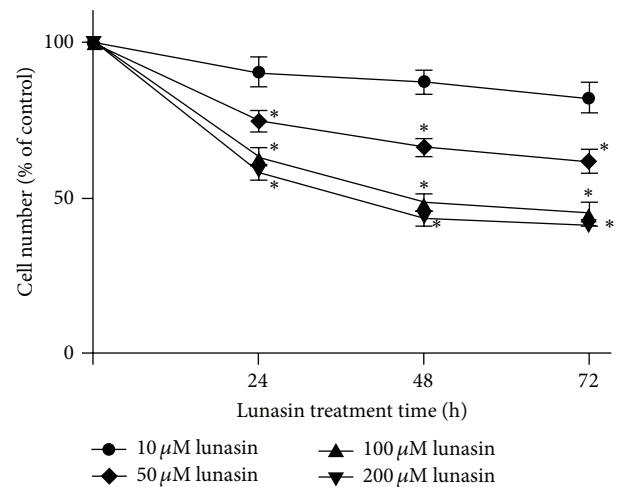 100
50
0
Cell number (% of control)
*
*
*
*
*
*
*
*
*
24
48
72
Lunasin treatment time (h)
10 μM lunasin
100 μM lunasin
50 μM lunasin
200 μM lunasin